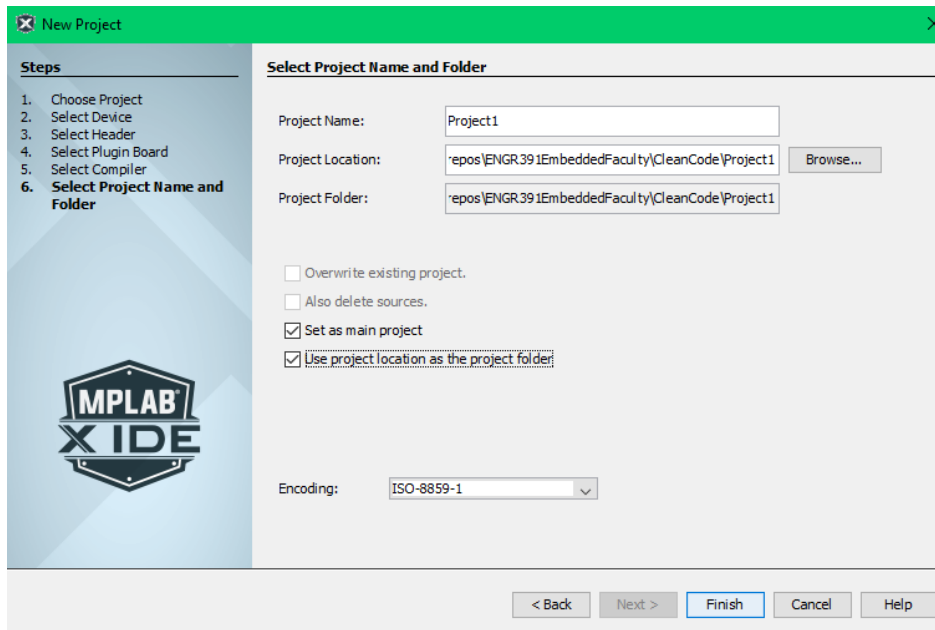 New Project
Steps
1. Choose Project
2. Select Device
3. Select Header
4. Select Plugin Board
5. Select Compiler
6. Select Project Name and
Folder
MPLAB
X IDE
Select Project Name and Folder
Project Name: Project1
Project Location: repos\ENGR391EmbeddedFaculty\CleanCode\Project1 Browse...
Project Folder: repos\ENGR391EmbeddedFaculty\CleanCode\Project1
Overwrite existing project.
Also delete sources.
Set as main project
Use project location as the project folder
Encoding: ISO-8859-1
< Back Next > Finish Cancel Help